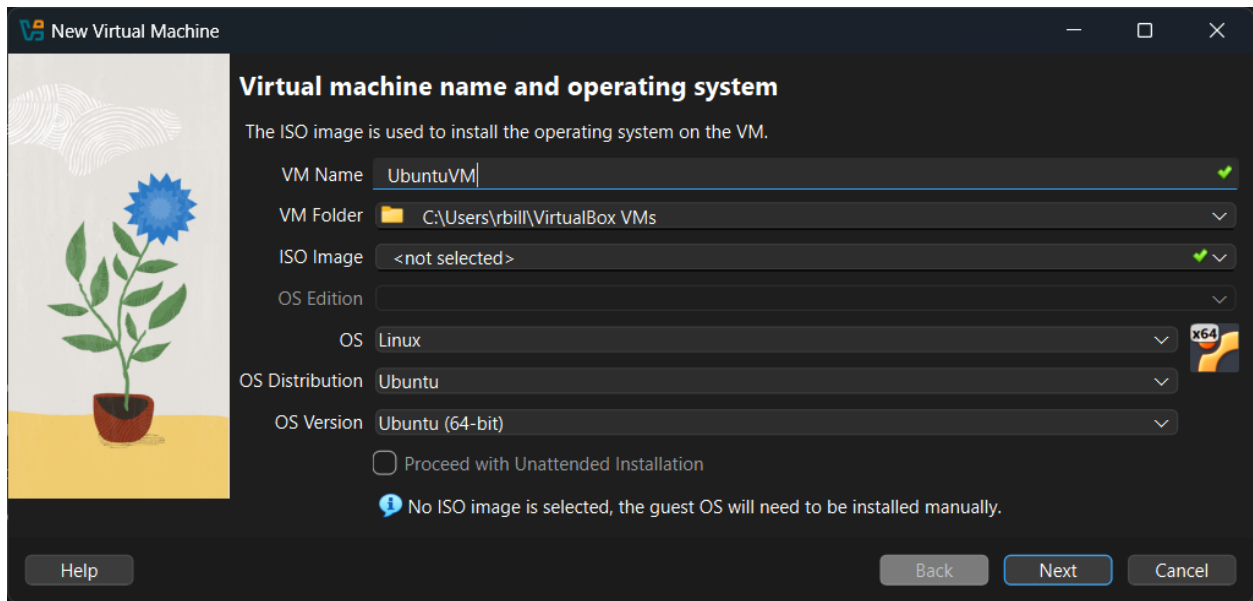 New Virtual Machine
Virtual machine name and operating system
The ISO image is used to install the operating system on the VM.
VM Name UbuntuVM
VM Folder C:\Users\rbill\VirtualBox VMs
ISO Image <not selected>
OS Edition
OS Linux
x64
OS Distribution Ubuntu
OS Version Ubuntu (64-bit)
Proceed with Unattended Installation
No ISO image is selected, the guest OS will need to be installed manually.
Help Back Next Cancel